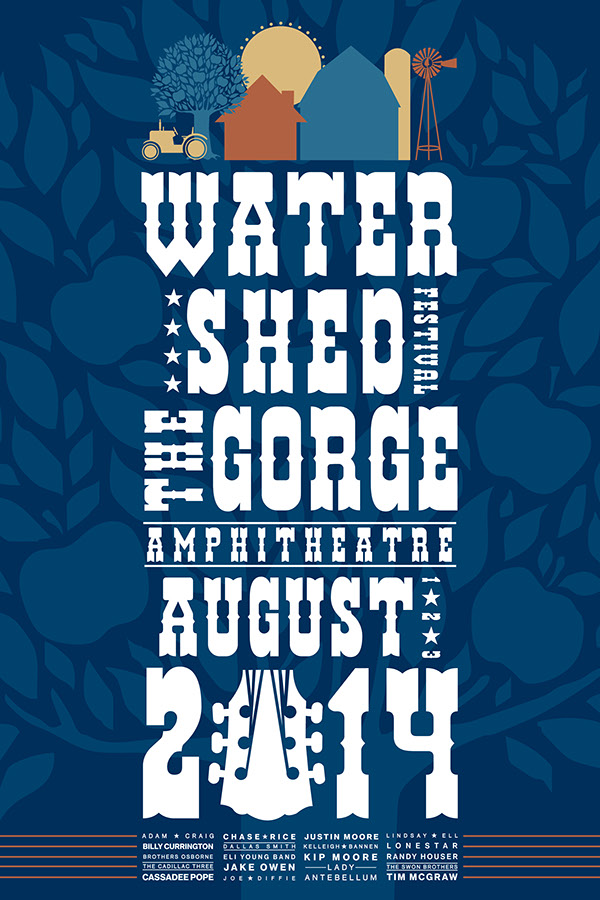 WATER
★ ★ ★ ★ SHED FESTIVAL
THE GORGE
AMPHITHEATRE
AUGUST 1★2★3
2014
ADAM ★ CRAIG
BILLY CURRINGTON
BROTHERS OSBORNE
THE CADILLAC THREE
CASSADEE POPE
CHASE★RICE
DALLAS SMITH
ELI YOUNG BAND
JAKE OWEN
JOE★DIFFIE
JUSTIN MOORE
KELLEIGH★BANNEN
KIP MOORE
LADY
ANTEBELLUM
LINDSAY★ELL
LONESTAR
RANDY HOUSER
THE SWON BROTHERS
TIM McGRAW